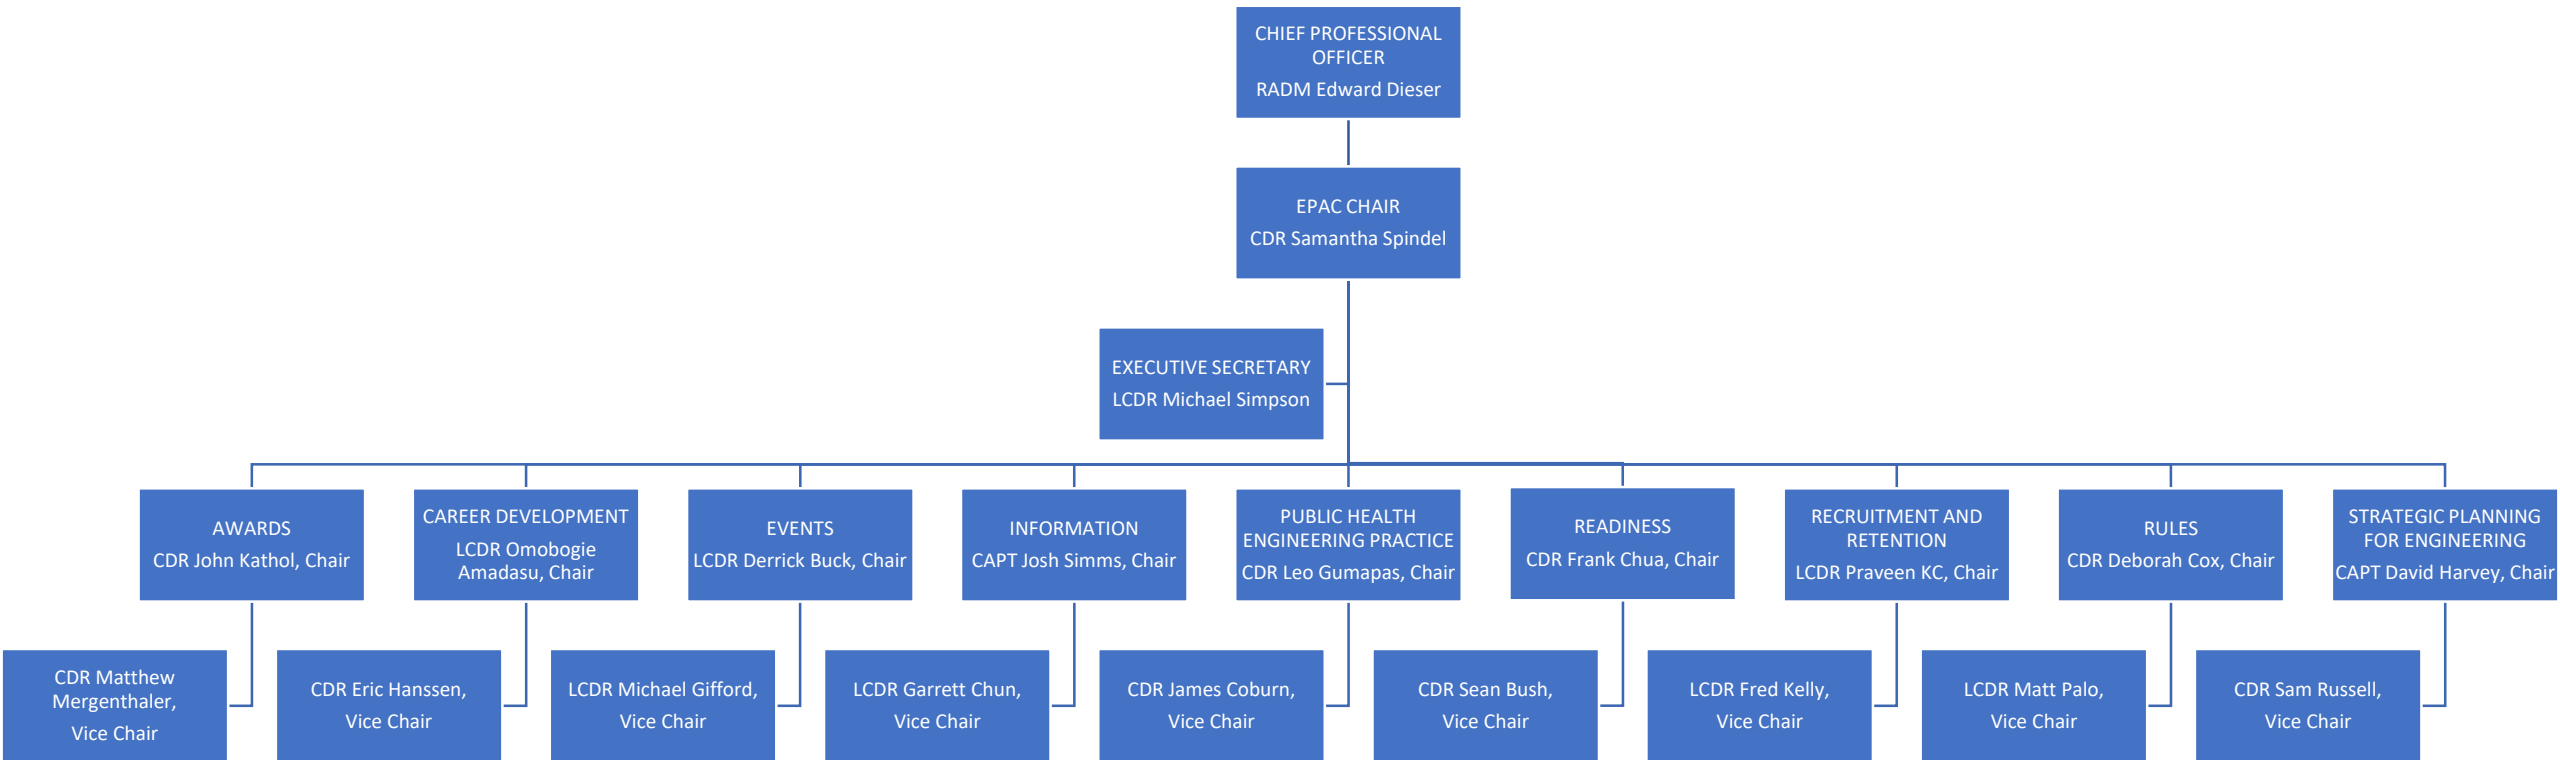 CHIEF PROFESSIONAL
OFFICER
RADM Edward Dieser
EPAC CHAIR
CDR Samantha Spindel
EXECUTIVE SECRETARY
LCDR Michael Simpson
AWARDS
CDR John Kathol, Chair
CAREER DEVELOPMENT
LCDR Omobogie
Amadasu, Chair
EVENTS
LCDR Derrick Buck, Chair
INFORMATION
CAPT Josh Simms, Chair
PUBLIC HEALTH
ENGINEERING PRACTICE
CDR Leo Gumapas, Chair
READINESS
CDR Frank Chua, Chair
RECRUITMENT AND
RETENTION
LCDR Praveen KC, Chair
RULES
CDR Deborah Cox, Chair
STRATEGIC PLANNING
FOR ENGINEERING
CAPT David Harvey, Chair
CDR Matthew
Mergenthaler,
Vice Chair
CDR Eric Hanssen,
Vice Chair
LCDR Michael Gifford,
Vice Chair
LCDR Garrett Chun,
Vice Chair
CDR James Coburn,
Vice Chair
CDR Sean Bush,
Vice Chair
LCDR Fred Kelly,
Vice Chair
LCDR Matt Palo,
Vice Chair
CDR Sam Russell,
Vice Chair